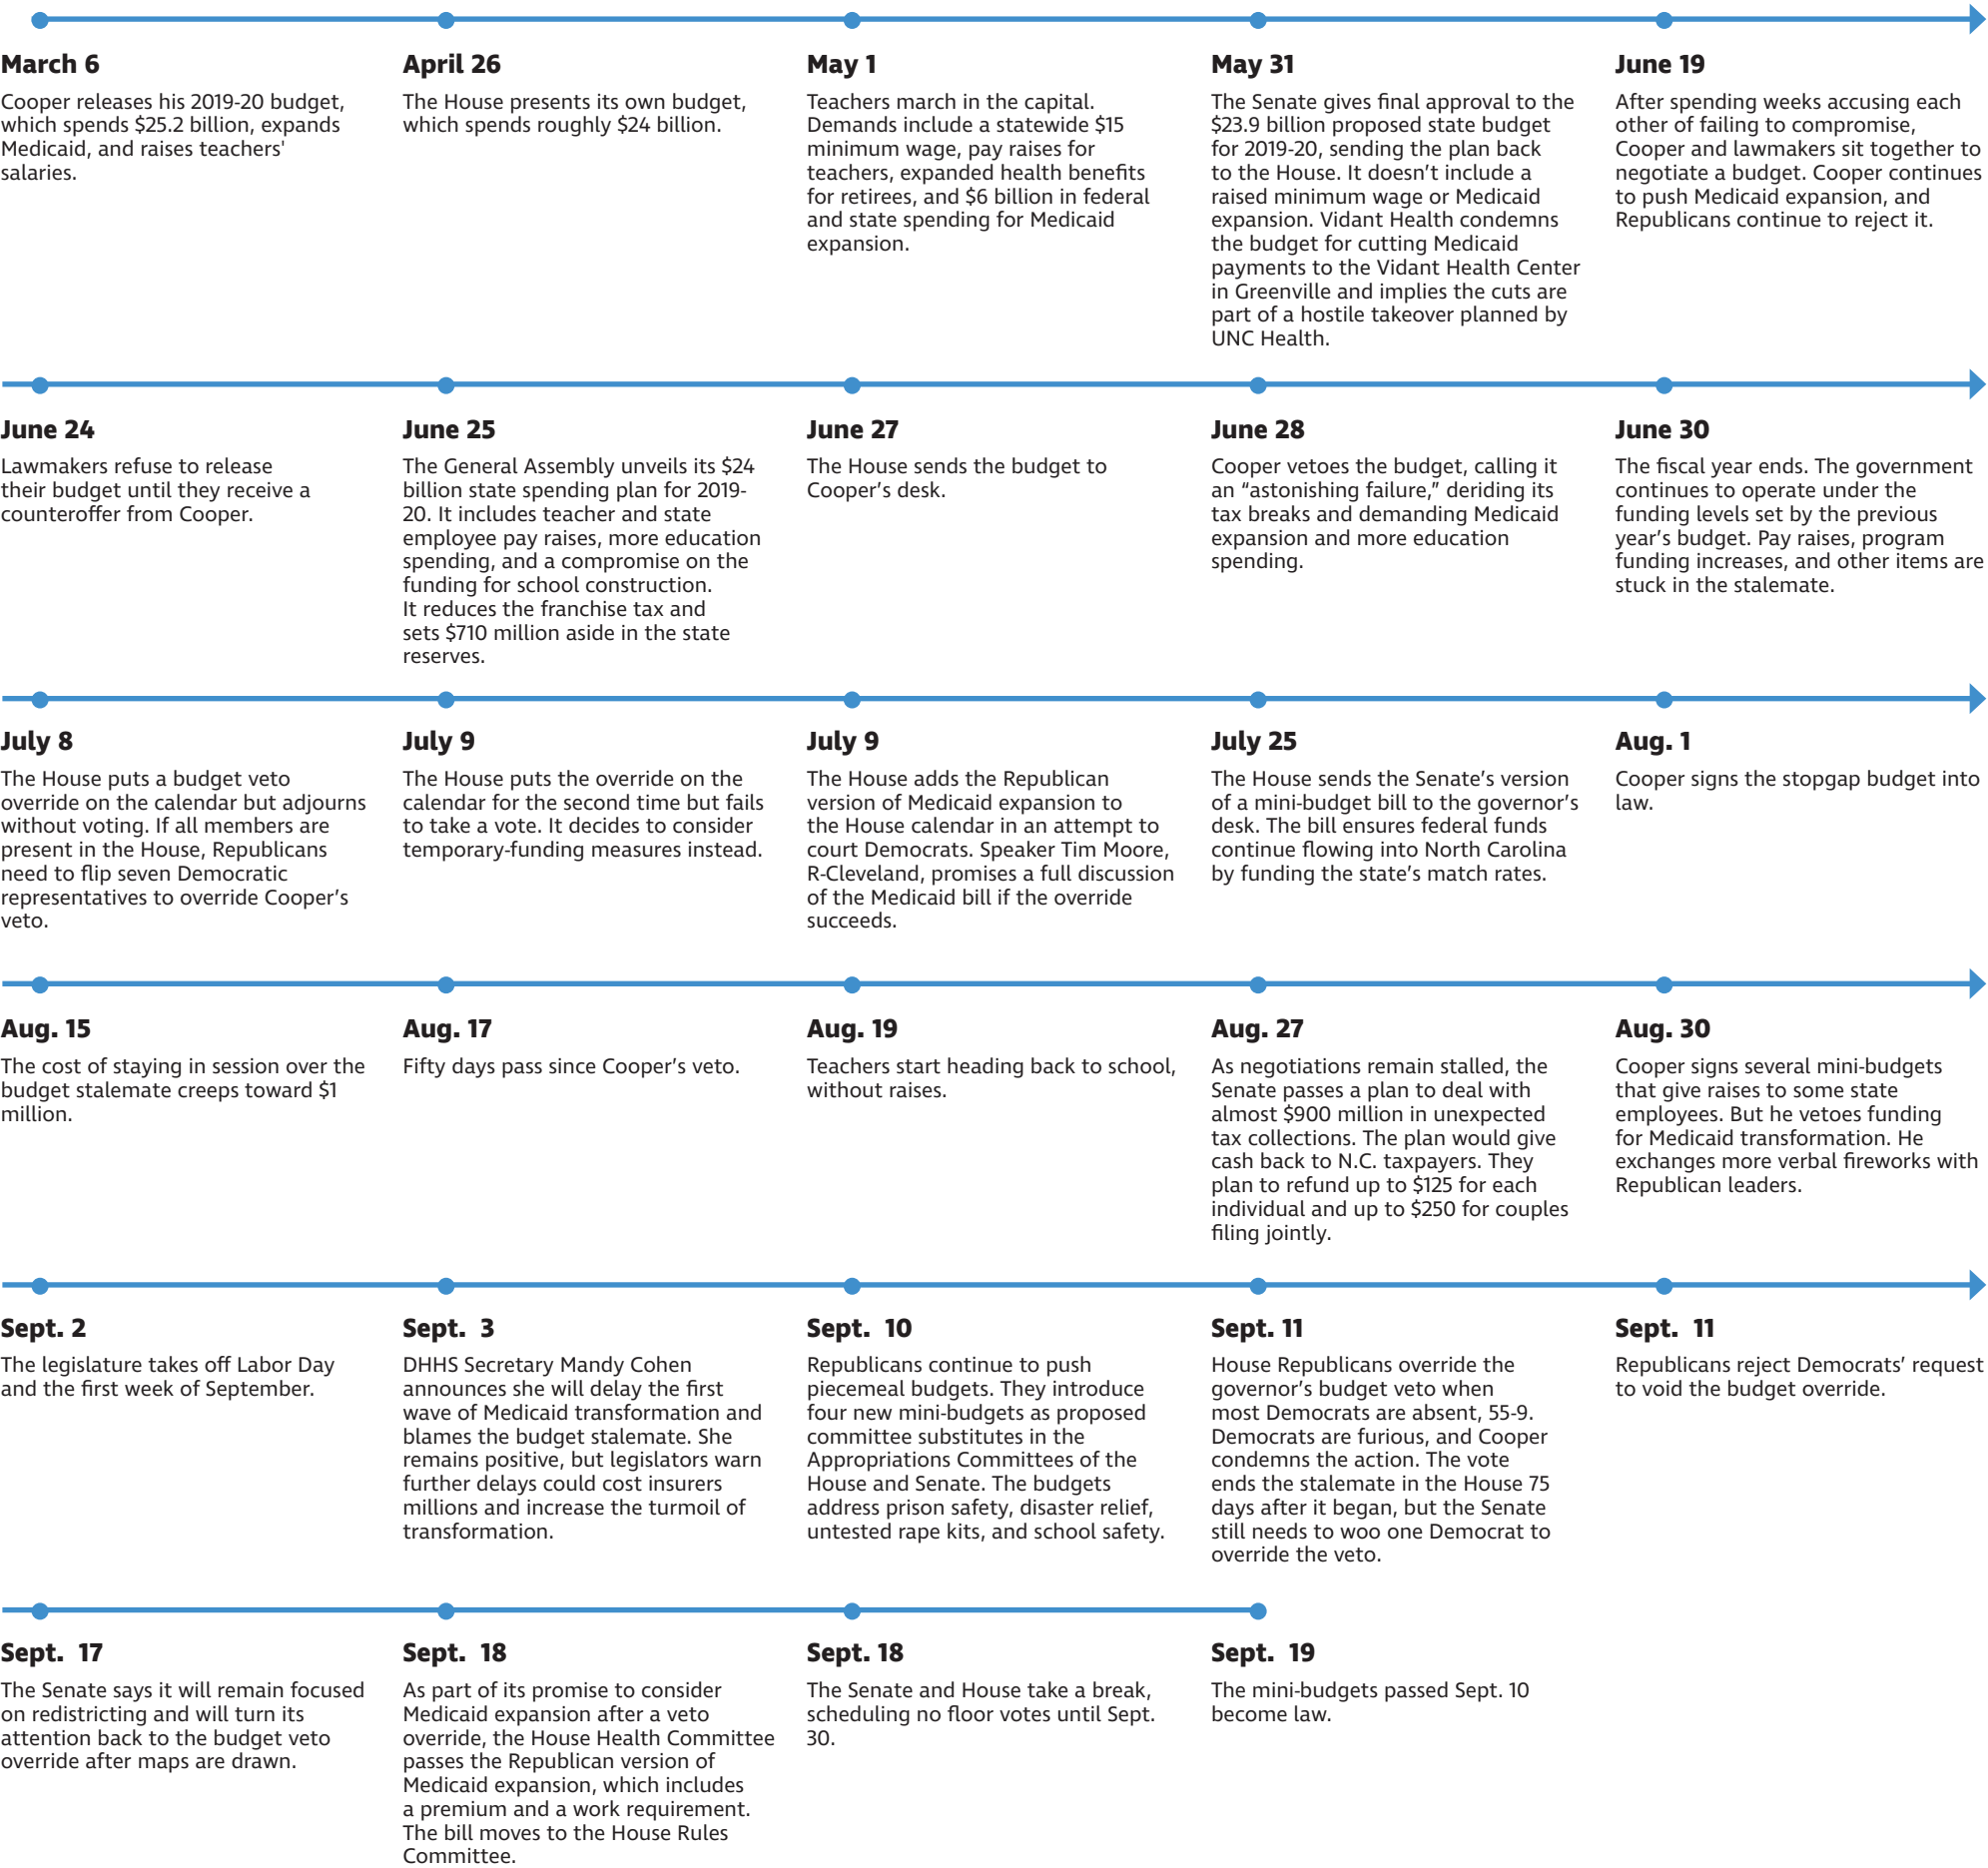 March 6
Cooper releases his 2019-20 budget,
which spends $25.2 billion, expands
Medicaid, and raises teachers'
salaries.
April 26
The House presents its own budget,
which spends roughly $24 billion.
May 1
Teachers march in the capital.
Demands include a statewide $15
minimum wage, pay raises for
teachers, expanded health benefits
for retirees, and $6 billion in federal
and state spending for Medicaid
expansion.
May 31
The Senate gives final approval to the
$23.9 billion proposed state budget
for 2019-20, sending the plan back
to the House. It doesn’t include a
raised minimum wage or Medicaid
expansion. Vidant Health condemns
the budget for cutting Medicaid
payments to the Vidant Health Center
in Greenville and implies the cuts are
part of a hostile takeover planned by
UNC Health.
June 19
After spending weeks accusing each
other of failing to compromise,
Cooper and lawmakers sit together to
negotiate a budget. Cooper continues
to push Medicaid expansion, and
Republicans continue to reject it.
June 24
Lawmakers refuse to release
their budget until they receive a
counteroffer from Cooper.
June 25
The General Assembly unveils its $24
billion state spending plan for 2019-
20. It includes teacher and state
employee pay raises, more education
spending, and a compromise on the
funding for school construction.
It reduces the franchise tax and
sets $710 million aside in the state
reserves.
June 27
The House sends the budget to
Cooper’s desk.
June 28
Cooper vetoes the budget, calling it
an “astonishing failure,” deriding its
tax breaks and demanding Medicaid
expansion and more education
spending.
June 30
The fiscal year ends. The government
continues to operate under the
funding levels set by the previous
year’s budget. Pay raises, program
funding increases, and other items are
stuck in the stalemate.
July 8
The House puts a budget veto
override on the calendar but adjourns
without voting. If all members are
present in the House, Republicans
need to flip seven Democratic
representatives to override Cooper’s
veto.
July 9
The House puts the override on the
calendar for the second time but fails
to take a vote. It decides to consider
temporary-funding measures instead.
July 9
The House adds the Republican
version of Medicaid expansion to
the House calendar in an attempt to
court Democrats. Speaker Tim Moore,
R-Cleveland, promises a full discussion
of the Medicaid bill if the override
succeeds.
July 25
The House sends the Senate’s version
of a mini-budget bill to the governor’s
desk. The bill ensures federal funds
continue flowing into North Carolina
by funding the state’s match rates.
Aug. 1
Cooper signs the stopgap budget into
law.
Aug. 15
The cost of staying in session over the
budget stalemate creeps toward $1
million.
Aug. 17
Fifty days pass since Cooper’s veto.
Aug. 19
Teachers start heading back to school,
without raises.
Aug. 27
As negotiations remain stalled, the
Senate passes a plan to deal with
almost $900 million in unexpected
tax collections. The plan would give
cash back to N.C. taxpayers. They
plan to refund up to $125 for each
individual and up to $250 for couples
filing jointly.
Aug. 30
Cooper signs several mini-budgets
that give raises to some state
employees. But he vetoes funding
for Medicaid transformation. He
exchanges more verbal fireworks with
Republican leaders.
Sept. 2
The legislature takes off Labor Day
and the first week of September.
Sept. 3
DHHS Secretary Mandy Cohen
announces she will delay the first
wave of Medicaid transformation and
blames the budget stalemate. She
remains positive, but legislators warn
further delays could cost insurers
millions and increase the turmoil of
transformation.
Sept. 10
Republicans continue to push
piecemeal budgets. They introduce
four new mini-budgets as proposed
committee substitutes in the
Appropriations Committees of the
House and Senate. The budgets
address prison safety, disaster relief,
untested rape kits, and school safety.
Sept. 11
House Republicans override the
governor’s budget veto when
most Democrats are absent, 55-9.
Democrats are furious, and Cooper
condemns the action. The vote
ends the stalemate in the House 75
days after it began, but the Senate
still needs to woo one Democrat to
override the veto.
Sept. 11
Republicans reject Democrats’ request
to void the budget override.
Sept. 17
The Senate says it will remain focused
on redistricting and will turn its
attention back to the budget veto
override after maps are drawn.
Sept. 18
As part of its promise to consider
Medicaid expansion after a veto
override, the House Health Committee
passes the Republican version of
Medicaid expansion, which includes
a premium and a work requirement.
The bill moves to the House Rules
Committee.
Sept. 18
The Senate and House take a break,
scheduling no floor votes until Sept.
30.
Sept. 19
The mini-budgets passed Sept. 10
become law.